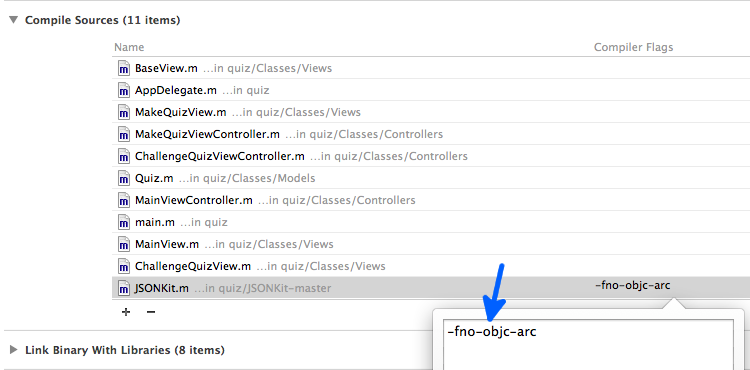 Compile Sources (11 items)
Name Compiler Flags
BaseView.m ...in quiz/Classes/Views
AppDelegate.m ...in quiz
MakeQuizView.m ...in quiz/Classes/Views
MakeQuizViewController.m ...in quiz/Classes/Controllers
ChallengeQuizViewController.m ...in quiz/Classes/Controllers
Quiz.m ...in quiz/Classes/Models
MainViewController.m ...in quiz/Classes/Controllers
main.m ...in quiz
MainView.m ...in quiz/Classes/Views
ChallengeQuizView.m ...in quiz/Classes/Views
JSONKit.m ...in quiz/JSONKit-master -fno-objc-arc
+ −
-fno-objc-arc
Link Binary With Libraries (8 items)